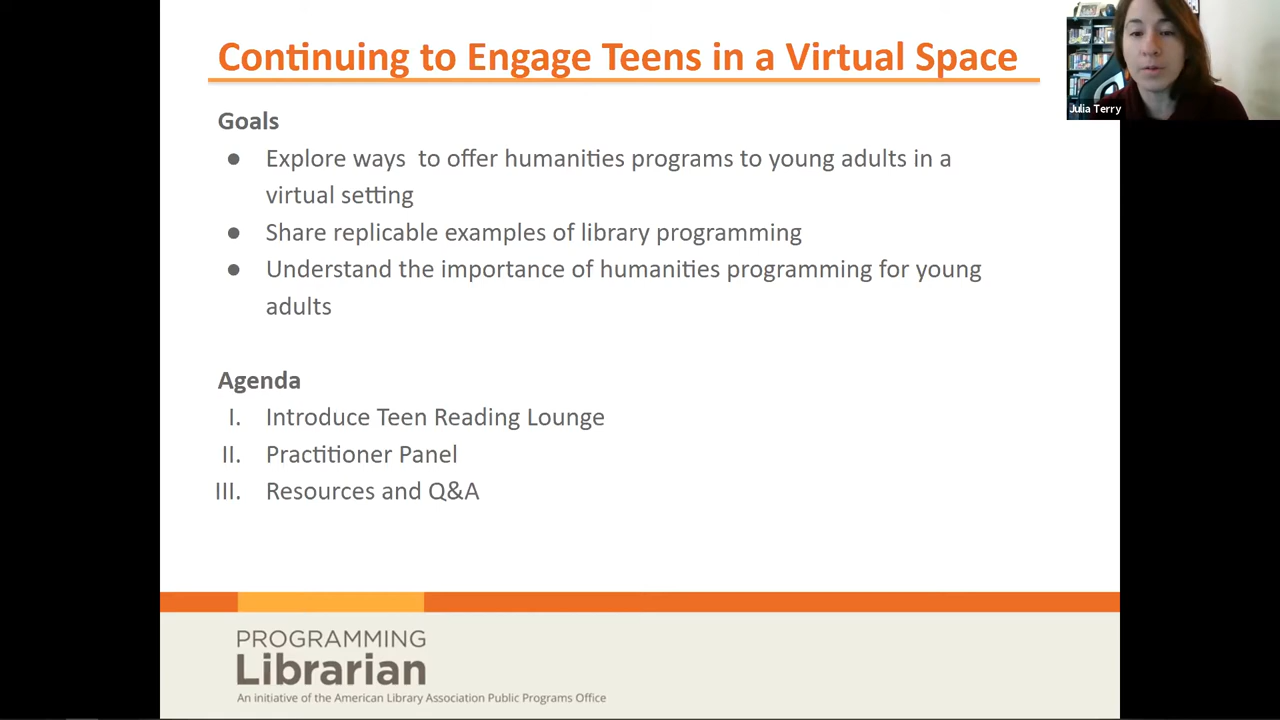 Continuing to Engage Teens in a Virtual Space
Julia Terry
Goals
● Explore ways  to offer humanities programs to young adults in a
virtual setting
● Share replicable examples of library programming
● Understand the importance of humanities programming for young
adults
Agenda
I. Introduce Teen Reading Lounge
II. Practitioner Panel
III. Resources and Q&A
PROGRAMMING
Librarian
An initiative of the American Library Association Public Programs Office